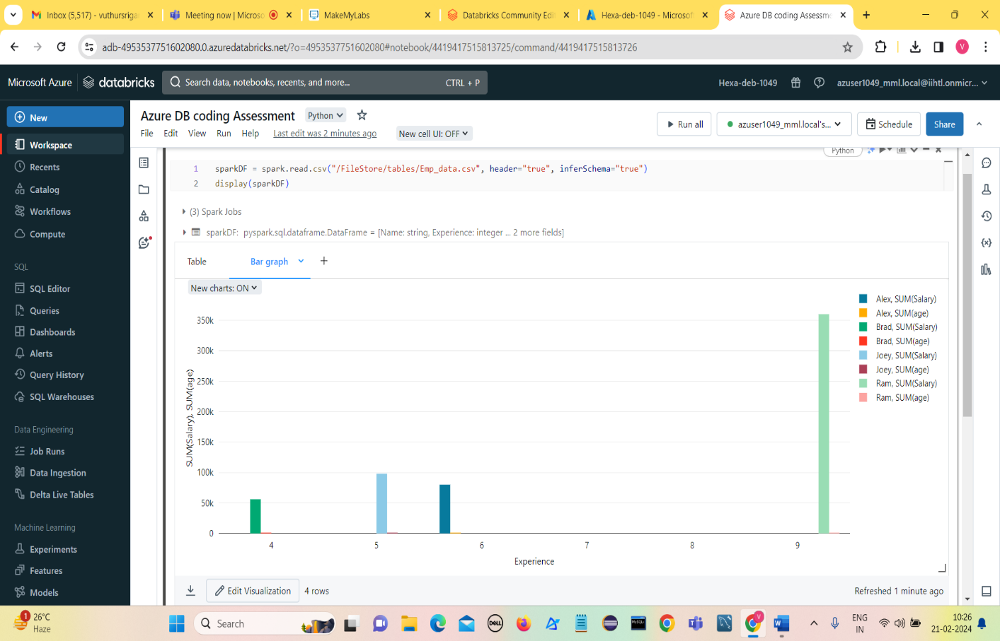 Inbox (5,517) - vuthursriga
Meeting now | Microso
MakeMyLabs
Databricks Community Edi
Hexa-deb-1049 - Microsof
Azure DB coding Assessme
adb-4953537751602080.0.azuredatabricks.net/?o=4953537751602080#notebook/4419417515813725/command/4419417515813726
V
Microsoft Azure
databricks
Search data, notebooks, recents, and more...
CTRL + P
Hexa-deb-1049
azuser1049_mml.local@iihtl.onmicr...
New
Workspace
Recents
Catalog
Workflows
Compute
SQL
SQL Editor
Queries
Dashboards
Alerts
Query History
SQL Warehouses
Data Engineering
Job Runs
Data Ingestion
Delta Live Tables
Machine Learning
Experiments
Features
Models
Azure DB coding Assessment
Python
File Edit View Run Help
Last edit was 2 minutes ago
New cell UI: OFF
Run all
azuser1049_mml.local's...
Schedule
Share
Python
1 sparkDF = spark.read.csv("/FileStore/tables/Emp_data.csv", header="true", inferSchema="true")
2 display(sparkDF)
(3) Spark Jobs
sparkDF: pyspark.sql.dataframe.DataFrame = [Name: string, Experience: integer ... 2 more fields]
Table
Bar graph
+
New charts: ON
SUM(Salary), SUM(age)
350k
300k
250k
200k
150k
100k
50k
0
4 5 6 7 8 9
Experience
Alex, SUM(Salary)
Alex, SUM(age)
Brad, SUM(Salary)
Brad, SUM(age)
Joey, SUM(Salary)
Joey, SUM(age)
Ram, SUM(Salary)
Ram, SUM(age)
Edit Visualization
4 rows
Refreshed 1 minute ago
1
26°C
Haze
Search
DELL
MySQL
V
ENG
IN
10:26
21-02-2024